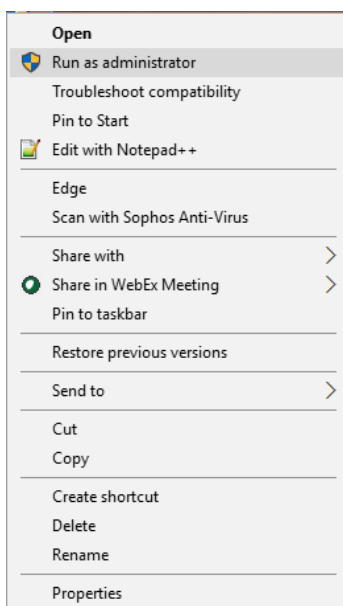 Open
Run as administrator
Troubleshoot compatibility
Pin to Start
Edit with Notepad++
Edge
Scan with Sophos Anti-Virus
Share with
Share in WebEx Meeting
Pin to taskbar
Restore previous versions
Send to
Cut
Copy
Create shortcut
Delete
Rename
Properties